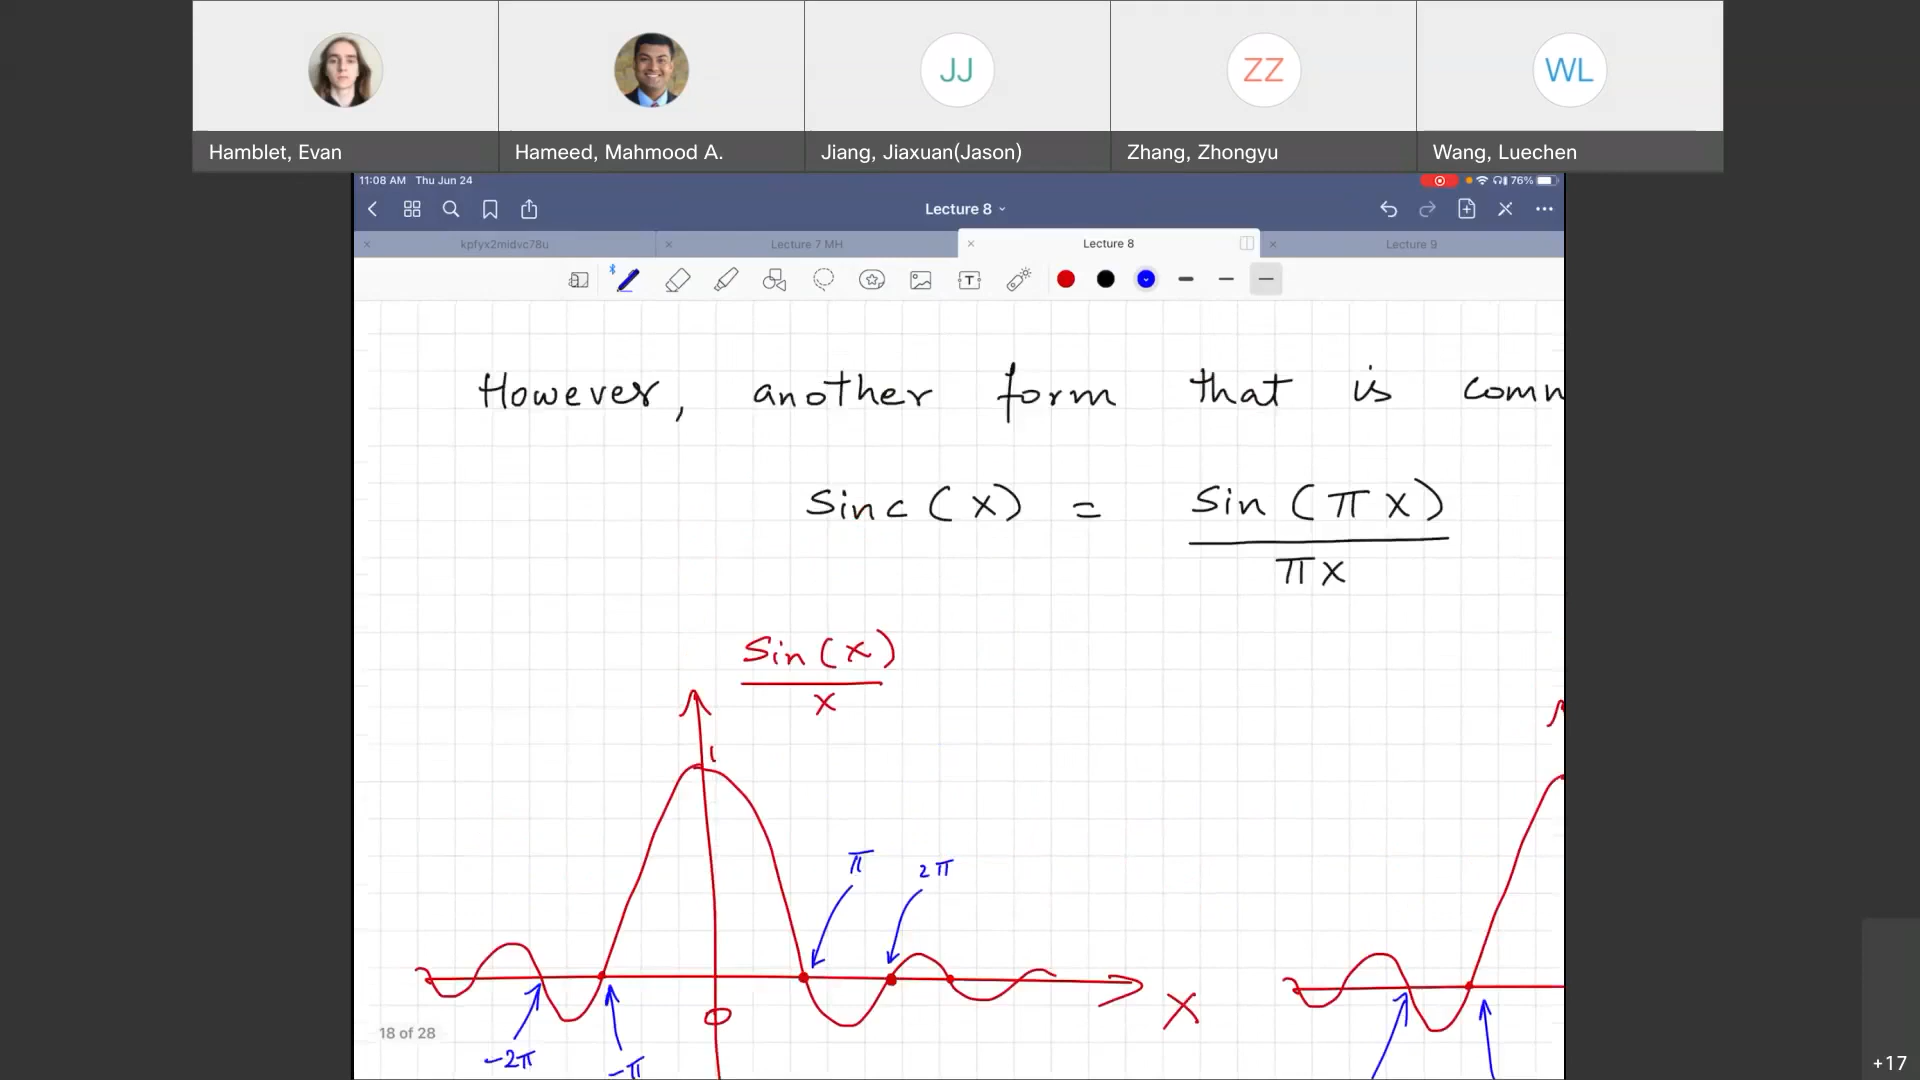 JJ
ZZ
WL
Hamblet, Evan
Hameed, Mahmood A.
Jiang, Jiaxuan(Jason)
Zhang, Zhongyu
Wang, Luechen
11:08 AM Thu Jun 24
76%
Lecture 8
kpfyx2midvc78u
Lecture 7 MH
Lecture 8
Lecture 9
T
However, another form that is comm
Sinc (x) = Sin (πx)
πx
Sin (x)
x
1
π
2π
0
x
-2π
-π
18 of 28
+17